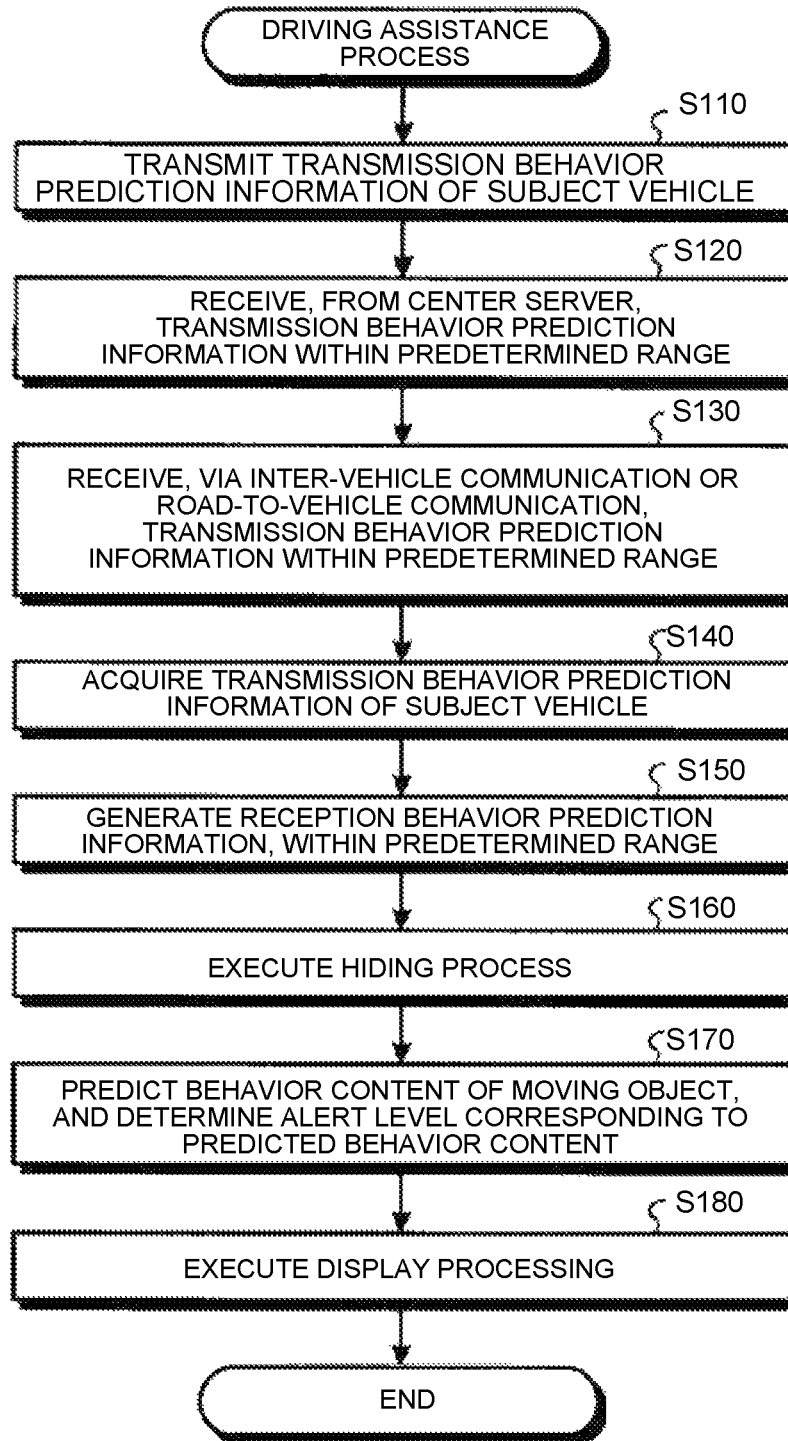 DRIVING ASSISTANCE
PROCESS
S110
TRANSMIT TRANSMISSION BEHAVIOR
PREDICTION INFORMATION OF SUBJECT VEHICLE
S120
RECEIVE, FROM CENTER SERVER,
TRANSMISSION BEHAVIOR PREDICTION
INFORMATION WITHIN PREDETERMINED RANGE
S130
RECEIVE, VIA INTER-VEHICLE COMMUNICATION OR
ROAD-TO-VEHICLE COMMUNICATION,
TRANSMISSION BEHAVIOR PREDICTION
INFORMATION WITHIN PREDETERMINED RANGE
S140
ACQUIRE TRANSMISSION BEHAVIOR PREDICTION
INFORMATION OF SUBJECT VEHICLE
S150
GENERATE RECEPTION BEHAVIOR PREDICTION
INFORMATION, WITHIN PREDETERMINED RANGE
S160
EXECUTE HIDING PROCESS
S170
PREDICT BEHAVIOR CONTENT OF MOVING OBJECT,
AND DETERMINE ALERT LEVEL CORRESPONDING TO
PREDICTED BEHAVIOR CONTENT
S180
EXECUTE DISPLAY PROCESSING
END